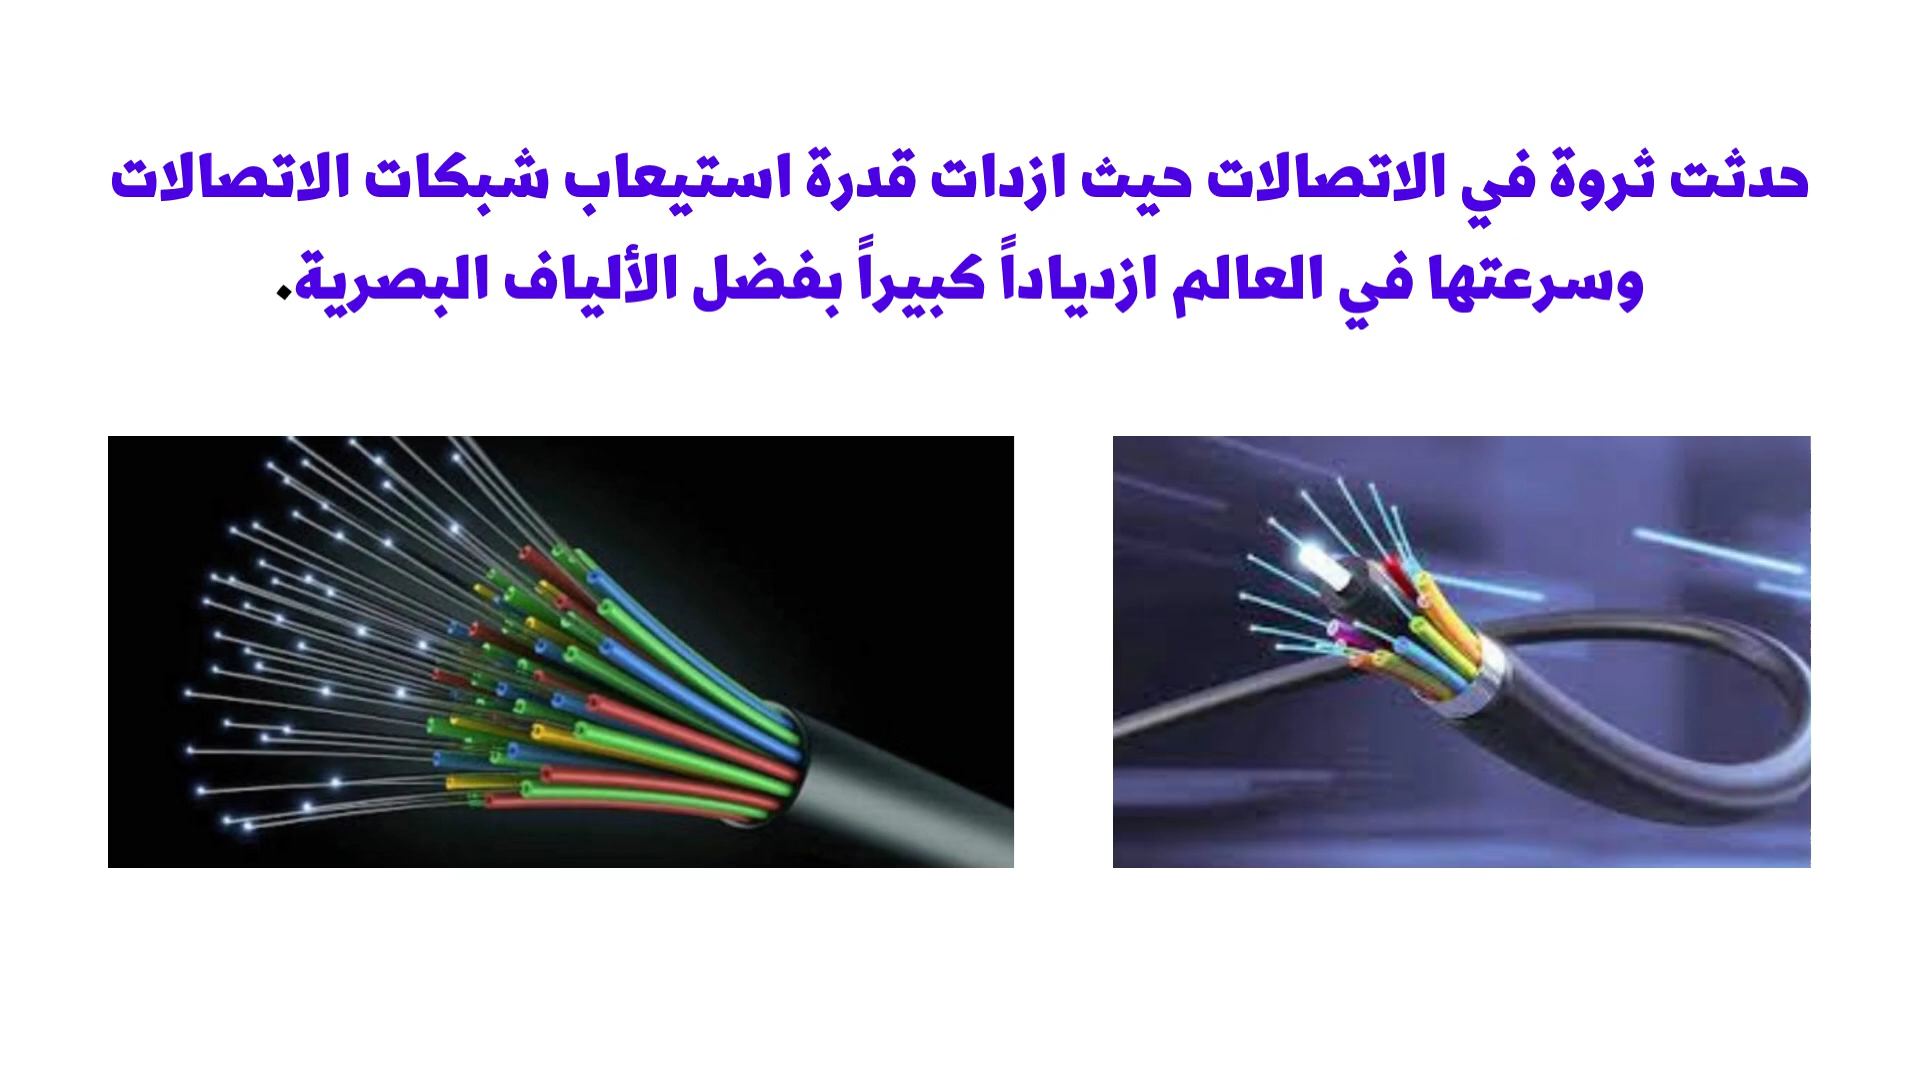 حدثت ثروة في الاتصالات حيث ازدات قدرة استيعاب شبكات الاتصالات
وسرعتها في العالم ازدياداً كبيراً بفضل الألياف البصرية.